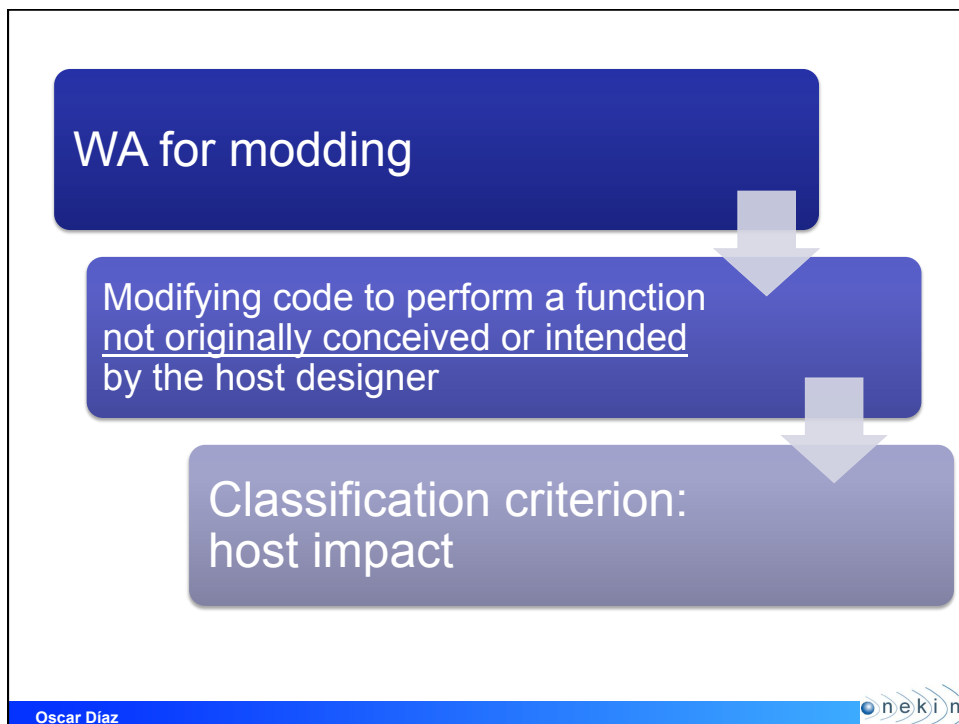 WA for modding
Modifying code to perform a function
not originally conceived or intended
by the host designer
Classification criterion:
host impact
Oscar Díaz
onekin